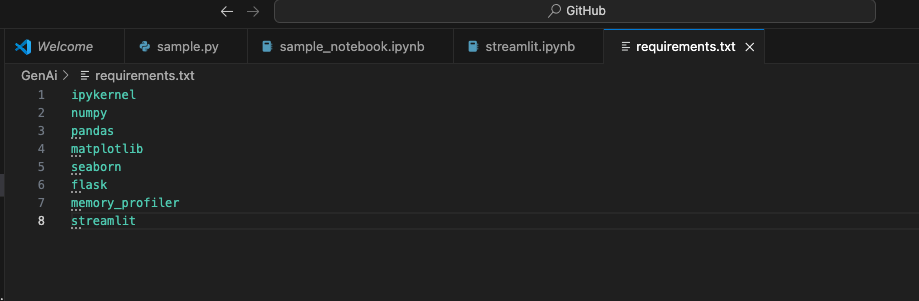 GitHub
Welcome
sample.py
sample_notebook.ipynb
streamlit.ipynb
requirements.txt
GenAi > requirements.txt
1 ipykernel
2 numpy
3 pandas
4 matplotlib
5 seaborn
6 flask
7 memory_profiler
8 streamlit